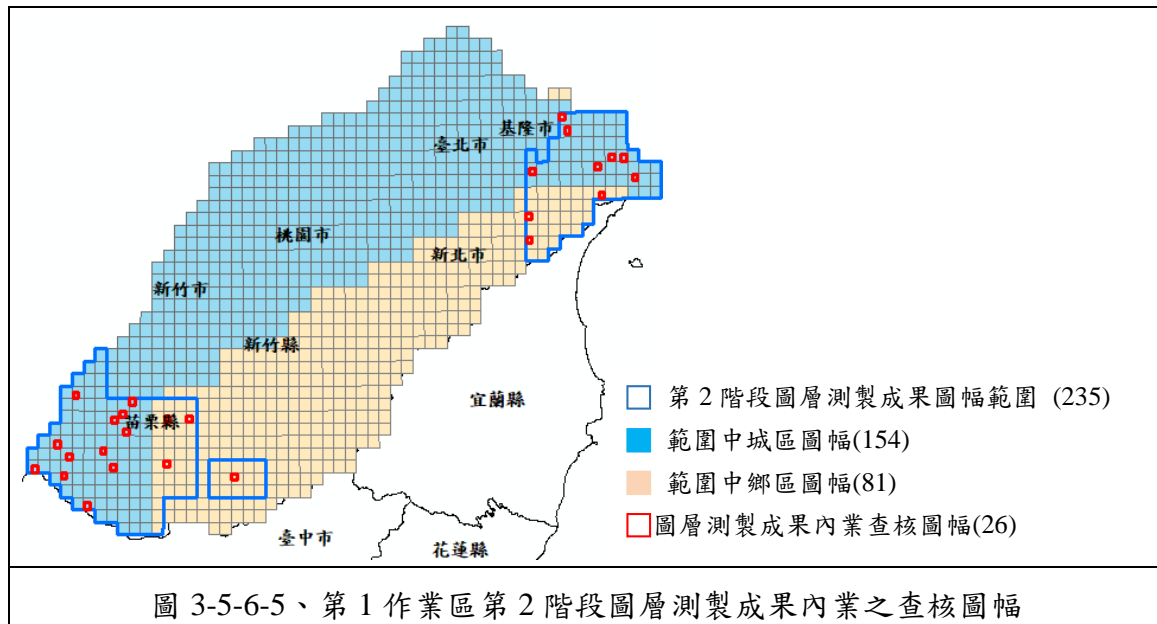 基隆市
臺北市
桃園市
新北市
新竹市
新竹縣
宜蘭縣
苗栗縣
臺中市
花蓮縣
第 2 階段圖層測製成果圖幅範圍 (235)
範圍中城區圖幅(154)
範圍中鄉區圖幅(81)
圖層測製成果內業查核圖幅(26)
圖 3-5-6-5、第 1 作業區第 2 階段圖層測製成果內業之查核圖幅